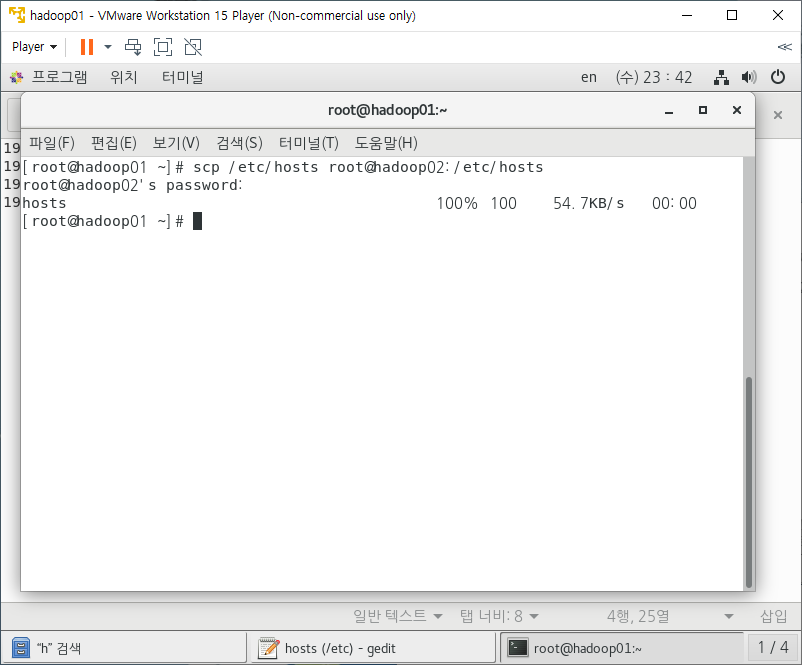 hadoop01 - VMware Workstation 15 Player (Non-commercial use only)
Player
프로그램 위치 터미널 en (수) 23 : 42
root@hadoop01:~
파일(F) 편집(E) 보기(V) 검색(S) 터미널(T) 도움말(H)
19
19
19
19
[root@hadoop01 ~]# scp /etc/hosts root@hadoop02:/etc/hosts
root@hadoop02's password:
hosts 100% 100 54.7KB/s 00:00
[root@hadoop01 ~]#
일반 텍스트 탭 너비: 8 4행, 25열 삽입
“h” 검색 hosts (/etc) - gedit root@hadoop01:~ 1 / 4